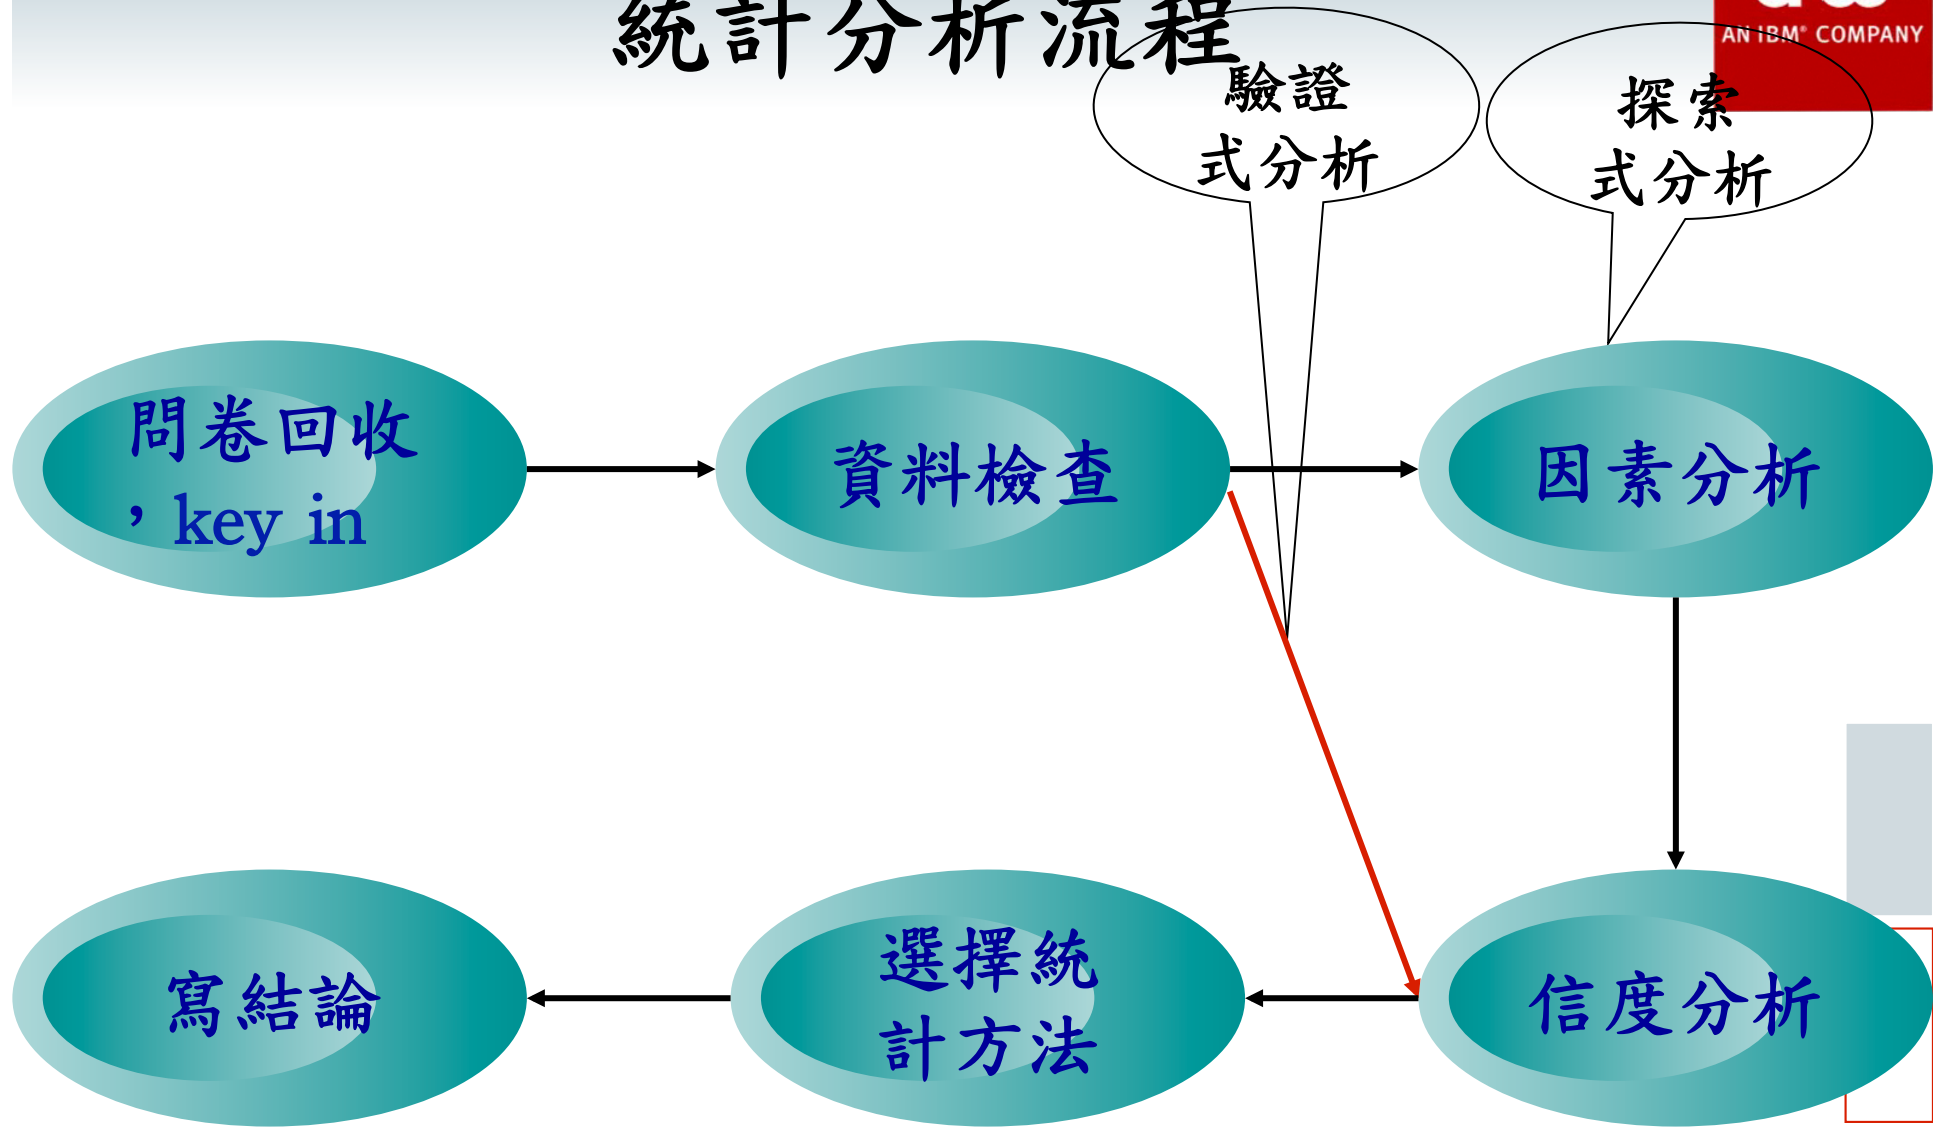 統計分析流程
AN IBM® COMPANY
驗證
式分析
探索
式分析
問卷回收
，key in
資料檢查
因素分析
寫結論
選擇統
計方法
信度分析